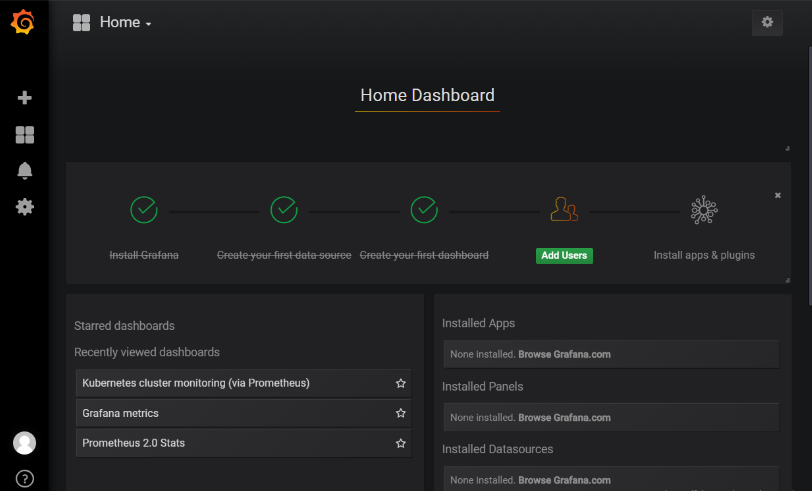 Home
Home Dashboard
Install Grafana
Create your first data source
Create your first dashboard
Add Users
Install apps & plugins
Starred dashboards
Recently viewed dashboards
Kubernetes cluster monitoring (via Prometheus)
Grafana metrics
Prometheus 2.0 Stats
Installed Apps
None installed. Browse Grafana.com
Installed Panels
None installed. Browse Grafana.com
Installed Datasources
None installed. Browse Grafana.com